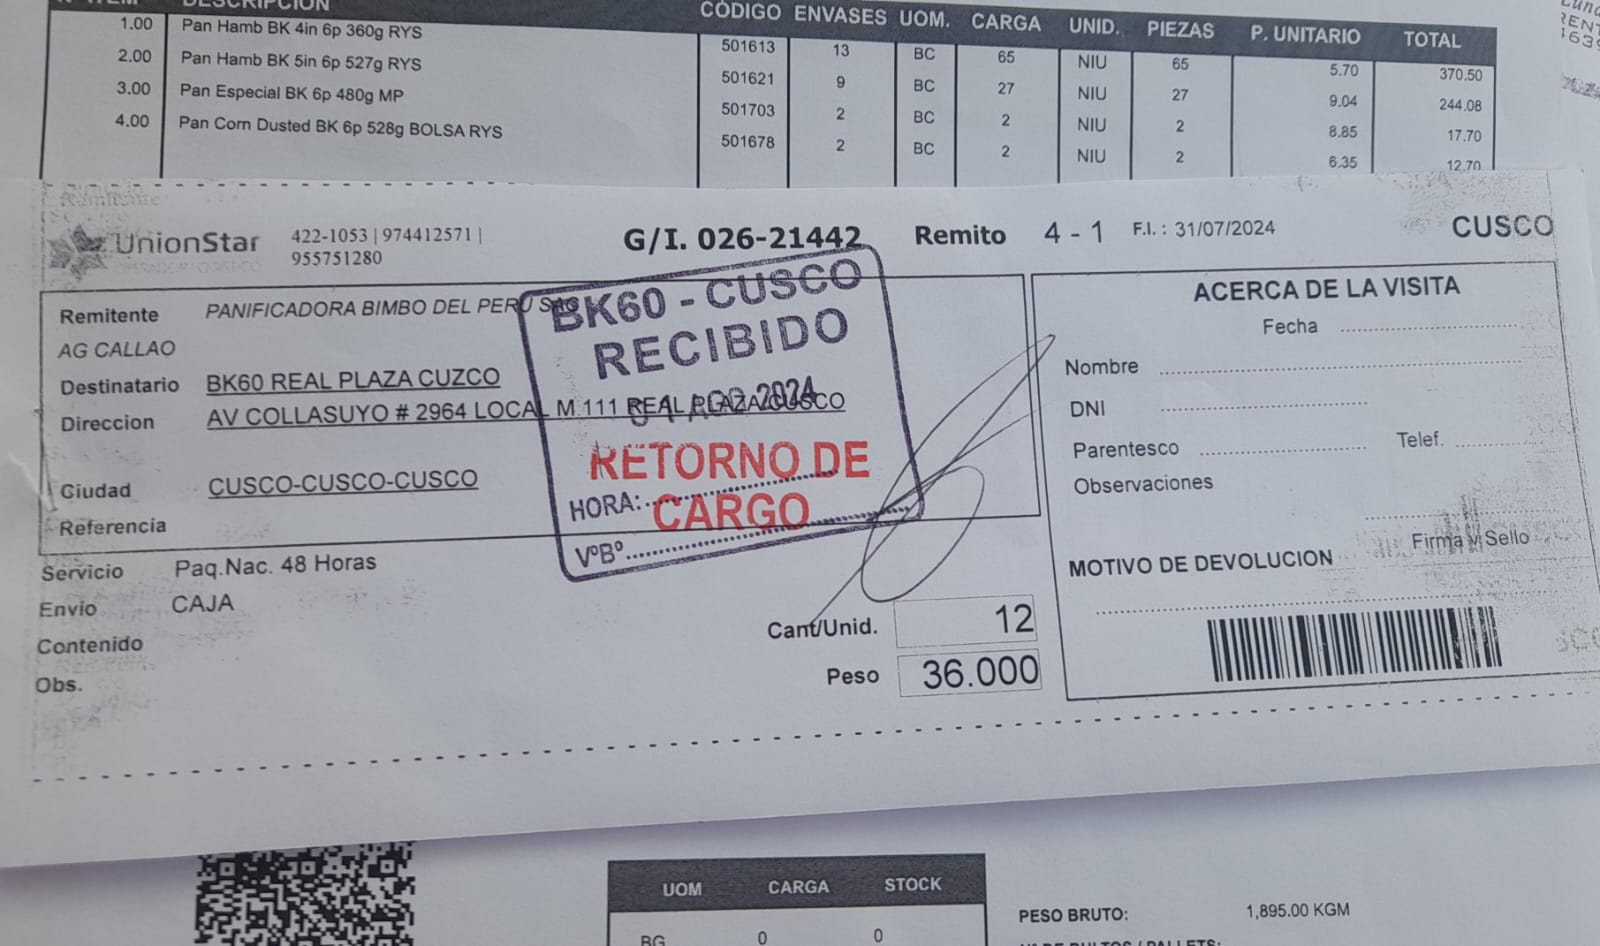 DESCRIPCIÓN CÓDIGO ENVASES UOM. CARGA UNID. PIEZAS P. UNITARIO TOTAL
1.00 Pan Hamb BK 4in 6p 360g RYS 501613 13 BC 65 NIU 65 5.70 370.50
2.00 Pan Hamb BK 5in 6p 527g RYS 501621 9 BC 27 NIU 27 9.04 244.08
3.00 Pan Especial BK 6p 480g MP 501703 2 BC 2 NIU 2 8.85 17.70
4.00 Pan Corn Dusted BK 6p 528g BOLSA RYS 501678 2 BC 2 NIU 2 6.35 12.70
UnionStar
OPERADOR LOGÍSTICO
422-1053 | 974412571 |
955751280
G/I. 026-21442 Remito 4 - 1 F.I. : 31/07/2024 CUSCO
Remitente PANIFICADORA BIMBO DEL PERU SAC
AG CALLAO
Destinatario BK60 REAL PLAZA CUZCO
Direccion AV COLLASUYO # 2964 LOCAL M 111 REAL PLAZA CUSCO
Ciudad CUSCO-CUSCO-CUSCO
Referencia
BK60 - CUSCO
RECIBIDO
AGO 2024
RETORNO DE
CARGO
HORA:
VºBº
Servicio Paq.Nac. 48 Horas
Envio CAJA
Contenido
Obs.
Cant/Unid. 12
Peso 36.000
ACERCA DE LA VISITA
Fecha
Nombre
DNI
Parentesco Telef.
Observaciones
Firma y Sello
MOTIVO DE DEVOLUCION
UOM CARGA STOCK
BG 0 0
PESO BRUTO: 1,895.00 KGM